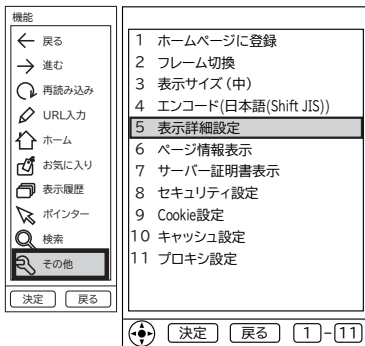 機能
戻る
進む
再読み込み
URL入力
ホーム
お気に入り
表示履歴
ポインター
検索
その他
決定 戻る
1 ホームページに登録
2 フレーム切換
3 表示サイズ(中)
4 エンコード(日本語(Shift JIS))
5 表示詳細設定
6 ページ情報表示
7 サーバー証明書表示
8 セキュリティ設定
9 Cookie設定
10 キャッシュ設定
11 プロキシ設定
決定 戻る 1-11